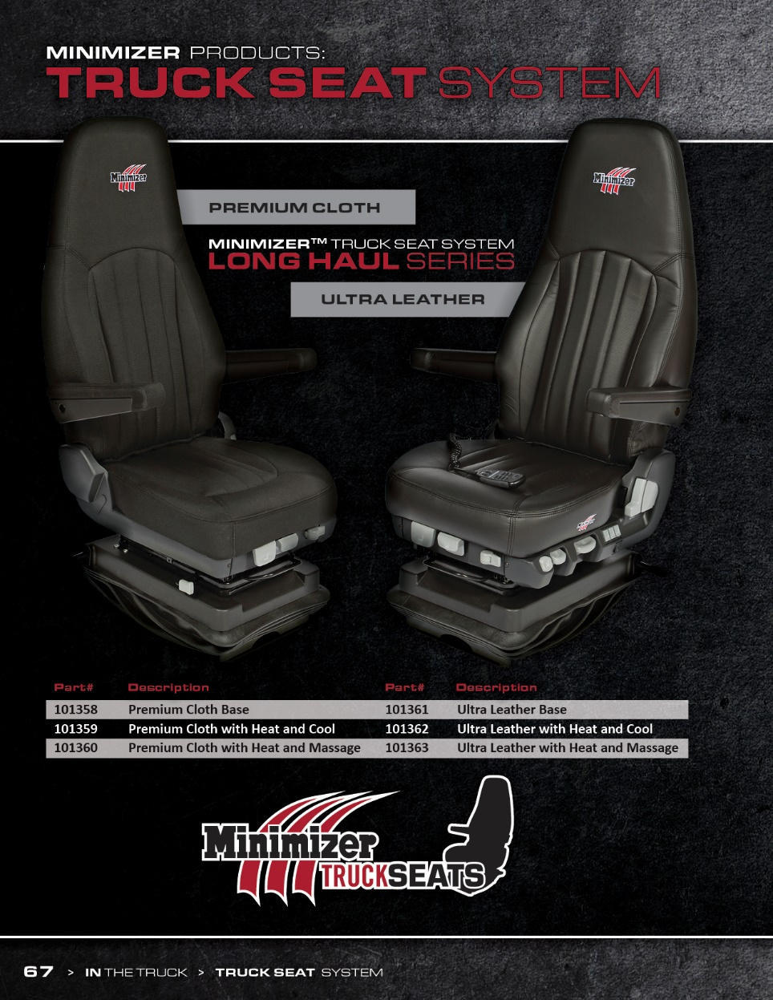 MINIMIZER PRODUCTS:
TRUCK SEAT SYSTEM
Minimizer
Minimizer
PREMIUM CLOTH
MINIMIZER™ TRUCK SEAT SYSTEM
LONG HAUL SERIES
ULTRA LEATHER
Part# Description Part# Description
101358 Premium Cloth Base 101361 Ultra Leather Base
101359 Premium Cloth with Heat and Cool 101362 Ultra Leather with Heat and Cool
101360 Premium Cloth with Heat and Massage 101363 Ultra Leather with Heat and Massage
Minimizer
TRUCKSEATS
67 > IN THE TRUCK > TRUCK SEAT SYSTEM